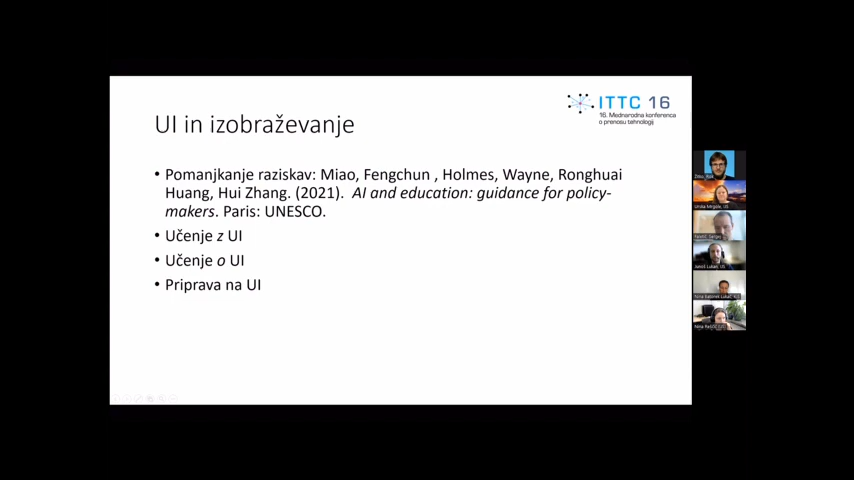 ITTC 16
16. Mednarodna konferenca
o prenosu tehnologij
UI in izobraževanje
• Pomanjkanje raziskav: Miao, Fengchun , Holmes, Wayne, Ronghuai
Huang, Hui Zhang. (2021). AI and education: guidance for policy-
makers. Paris: UNESCO.
• Učenje z UI
• Učenje o UI
• Priprava na UI